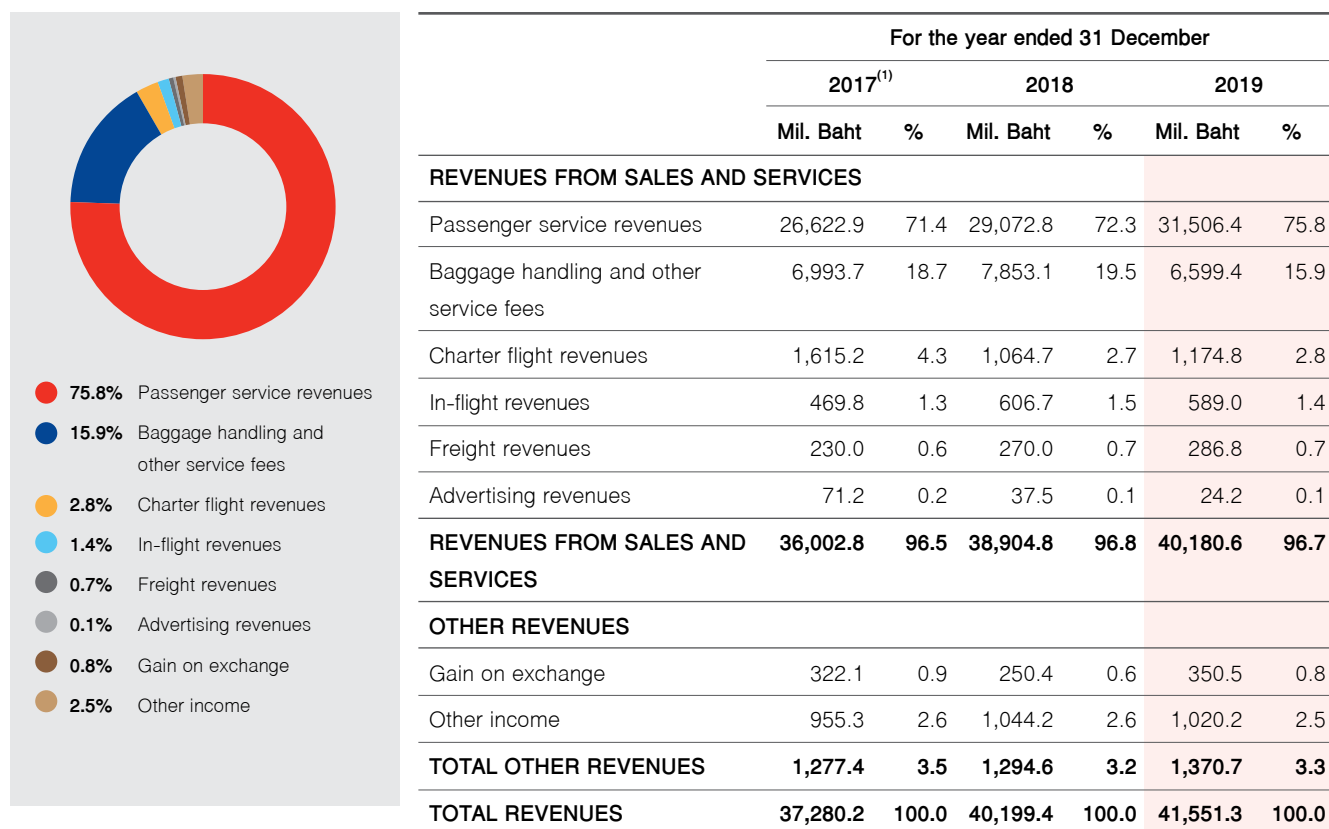 75.8% Passenger service revenues
15.9% Baggage handling and
other service fees
2.8% Charter flight revenues
1.4% In-flight revenues
0.7% Freight revenues
0.1% Advertising revenues
0.8% Gain on exchange
2.5% Other income
For the year ended 31 December
2017(1) 2018 2019
Mil. Baht % Mil. Baht % Mil. Baht %
REVENUES FROM SALES AND SERVICES
Passenger service revenues 26,622.9 71.4 29,072.8 72.3 31,506.4 75.8
Baggage handling and other 6,993.7 18.7 7,853.1 19.5 6,599.4 15.9
service fees
Charter flight revenues 1,615.2 4.3 1,064.7 2.7 1,174.8 2.8
In-flight revenues 469.8 1.3 606.7 1.5 589.0 1.4
Freight revenues 230.0 0.6 270.0 0.7 286.8 0.7
Advertising revenues 71.2 0.2 37.5 0.1 24.2 0.1
REVENUES FROM SALES AND 36,002.8 96.5 38,904.8 96.8 40,180.6 96.7
SERVICES
OTHER REVENUES
Gain on exchange 322.1 0.9 250.4 0.6 350.5 0.8
Other income 955.3 2.6 1,044.2 2.6 1,020.2 2.5
TOTAL OTHER REVENUES 1,277.4 3.5 1,294.6 3.2 1,370.7 3.3
TOTAL REVENUES 37,280.2 100.0 40,199.4 100.0 41,551.3 100.0